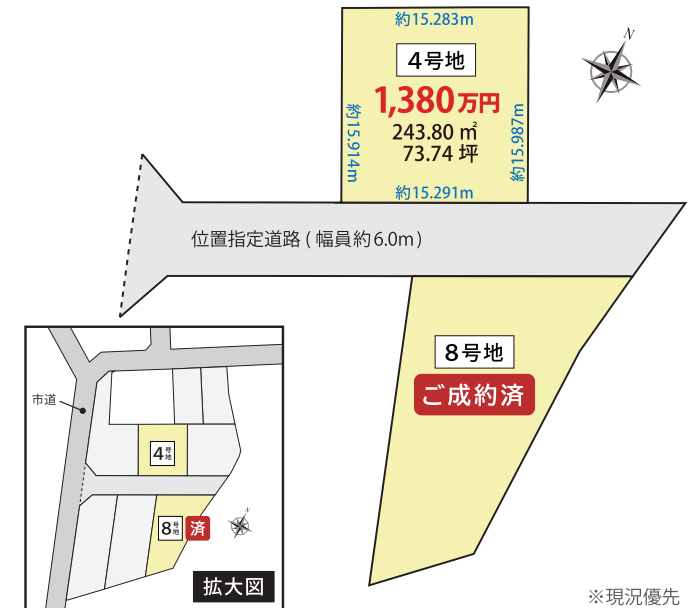 約15.283m
N
4号地
1,380万円
約15.914m
243.80 ㎡
73.74 坪
約15.987m
約15.291m
位置指定道路 ( 幅員約6.0m )
8号地
ご成約済
市道
4号地
8号地
済
N
拡大図
※現況優先